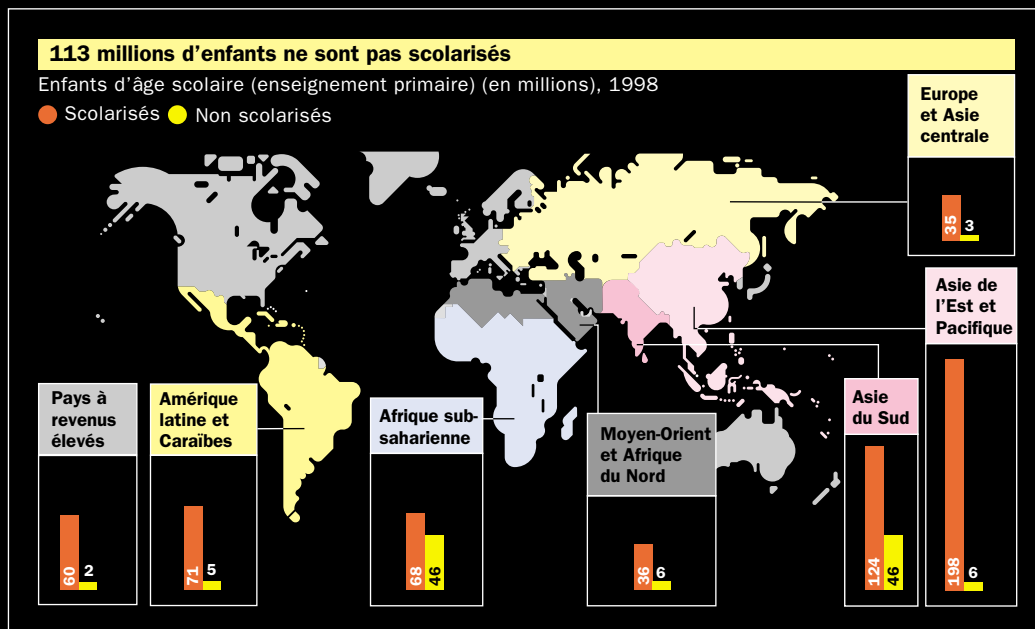 113 millions d'enfants ne sont pas scolarisés
Enfants d'âge scolaire (enseignement primaire) (en millions), 1998
Scolarisés Non scolarisés
Europe
et Asie
centrale
35
3
Asie de
l'Est et
Pacifique
198
6
Pays à
revenus
élevés
60
2
Amérique
latine et
Caraïbes
71
5
Afrique sub-
saharienne
68
46
Moyen-Orient
et Afrique
du Nord
36
6
Asie
du Sud
124
46